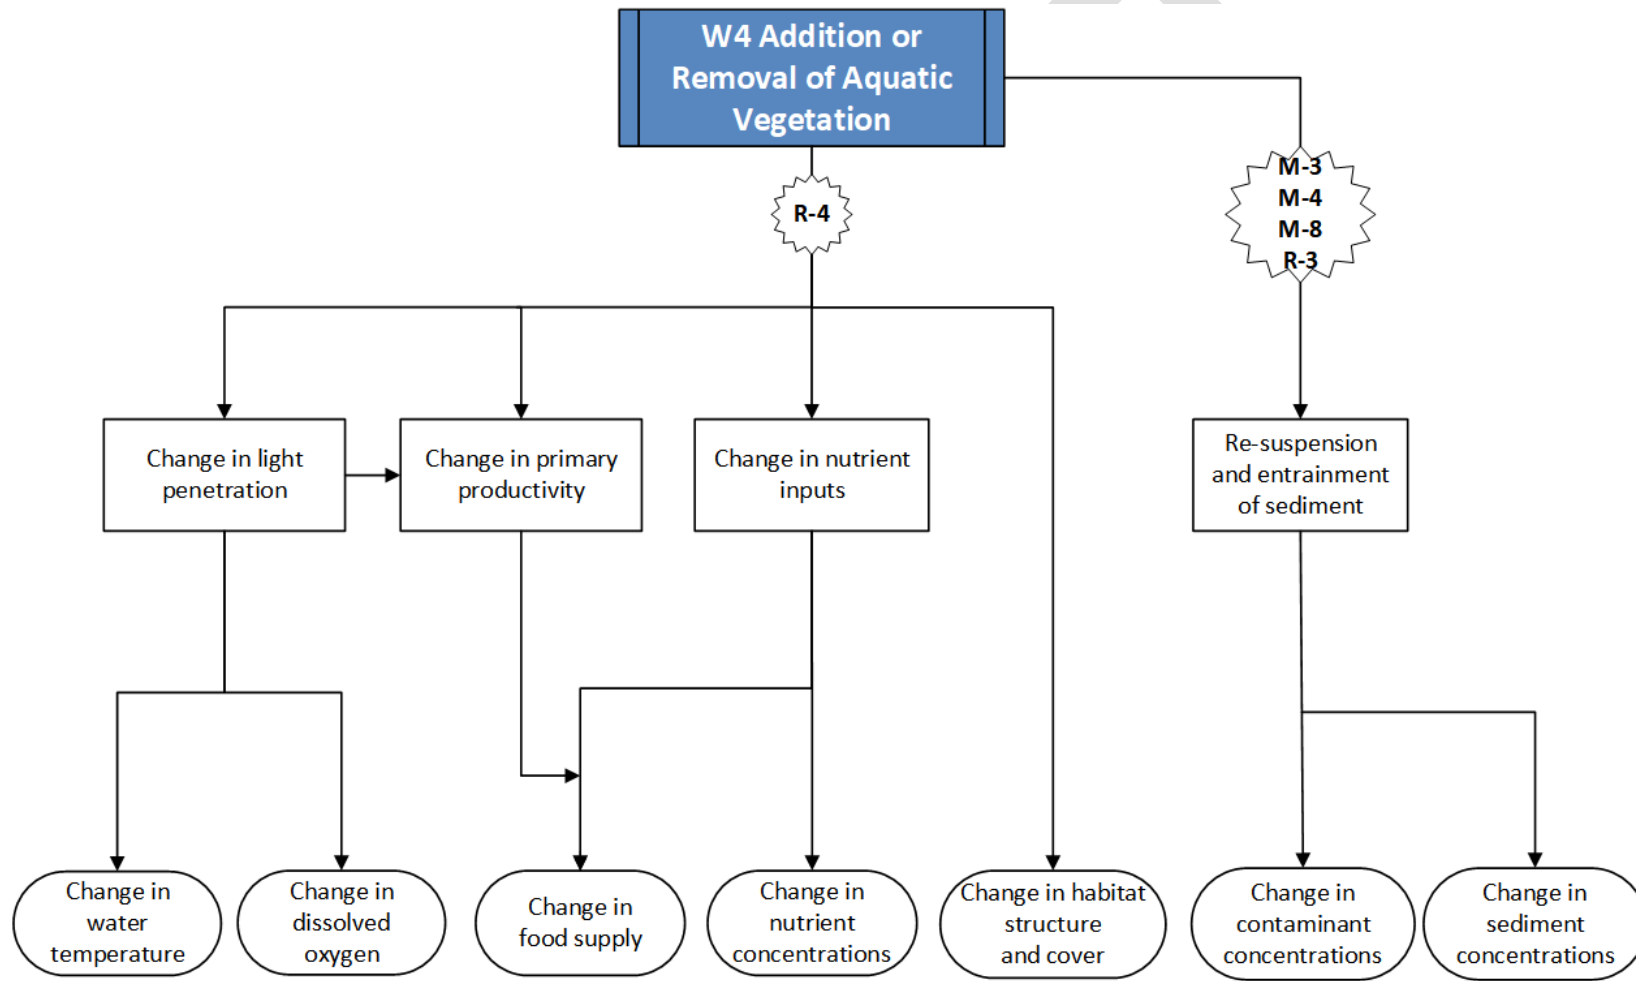 W4 Addition or
Removal of Aquatic
Vegetation
R-4
M-3
M-4
M-8
R-3
Change in light
penetration
Change in primary
productivity
Change in nutrient
inputs
Re-suspension
and entrainment
of sediment
Change in
water
temperature
Change in
dissolved
oxygen
Change in
food supply
Change in
nutrient
concentrations
Change in habitat
structure
and cover
Change in
contaminant
concentrations
Change in
sediment
concentrations